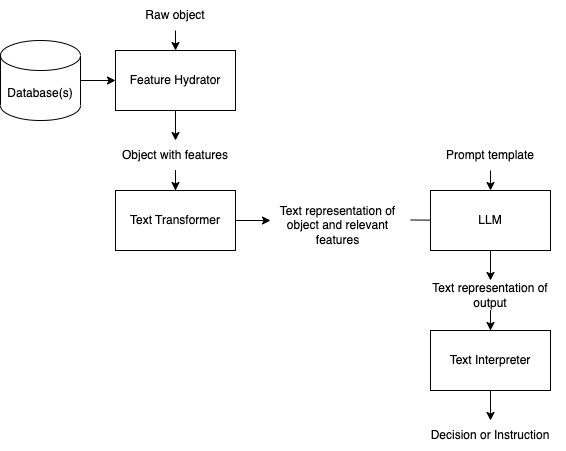 Raw object
Database(s)
Feature Hydrator
Object with features
Prompt template
Text Transformer
Text representation of
object and relevant
features
LLM
Text representation of
output
Text Interpreter
Decision or Instruction